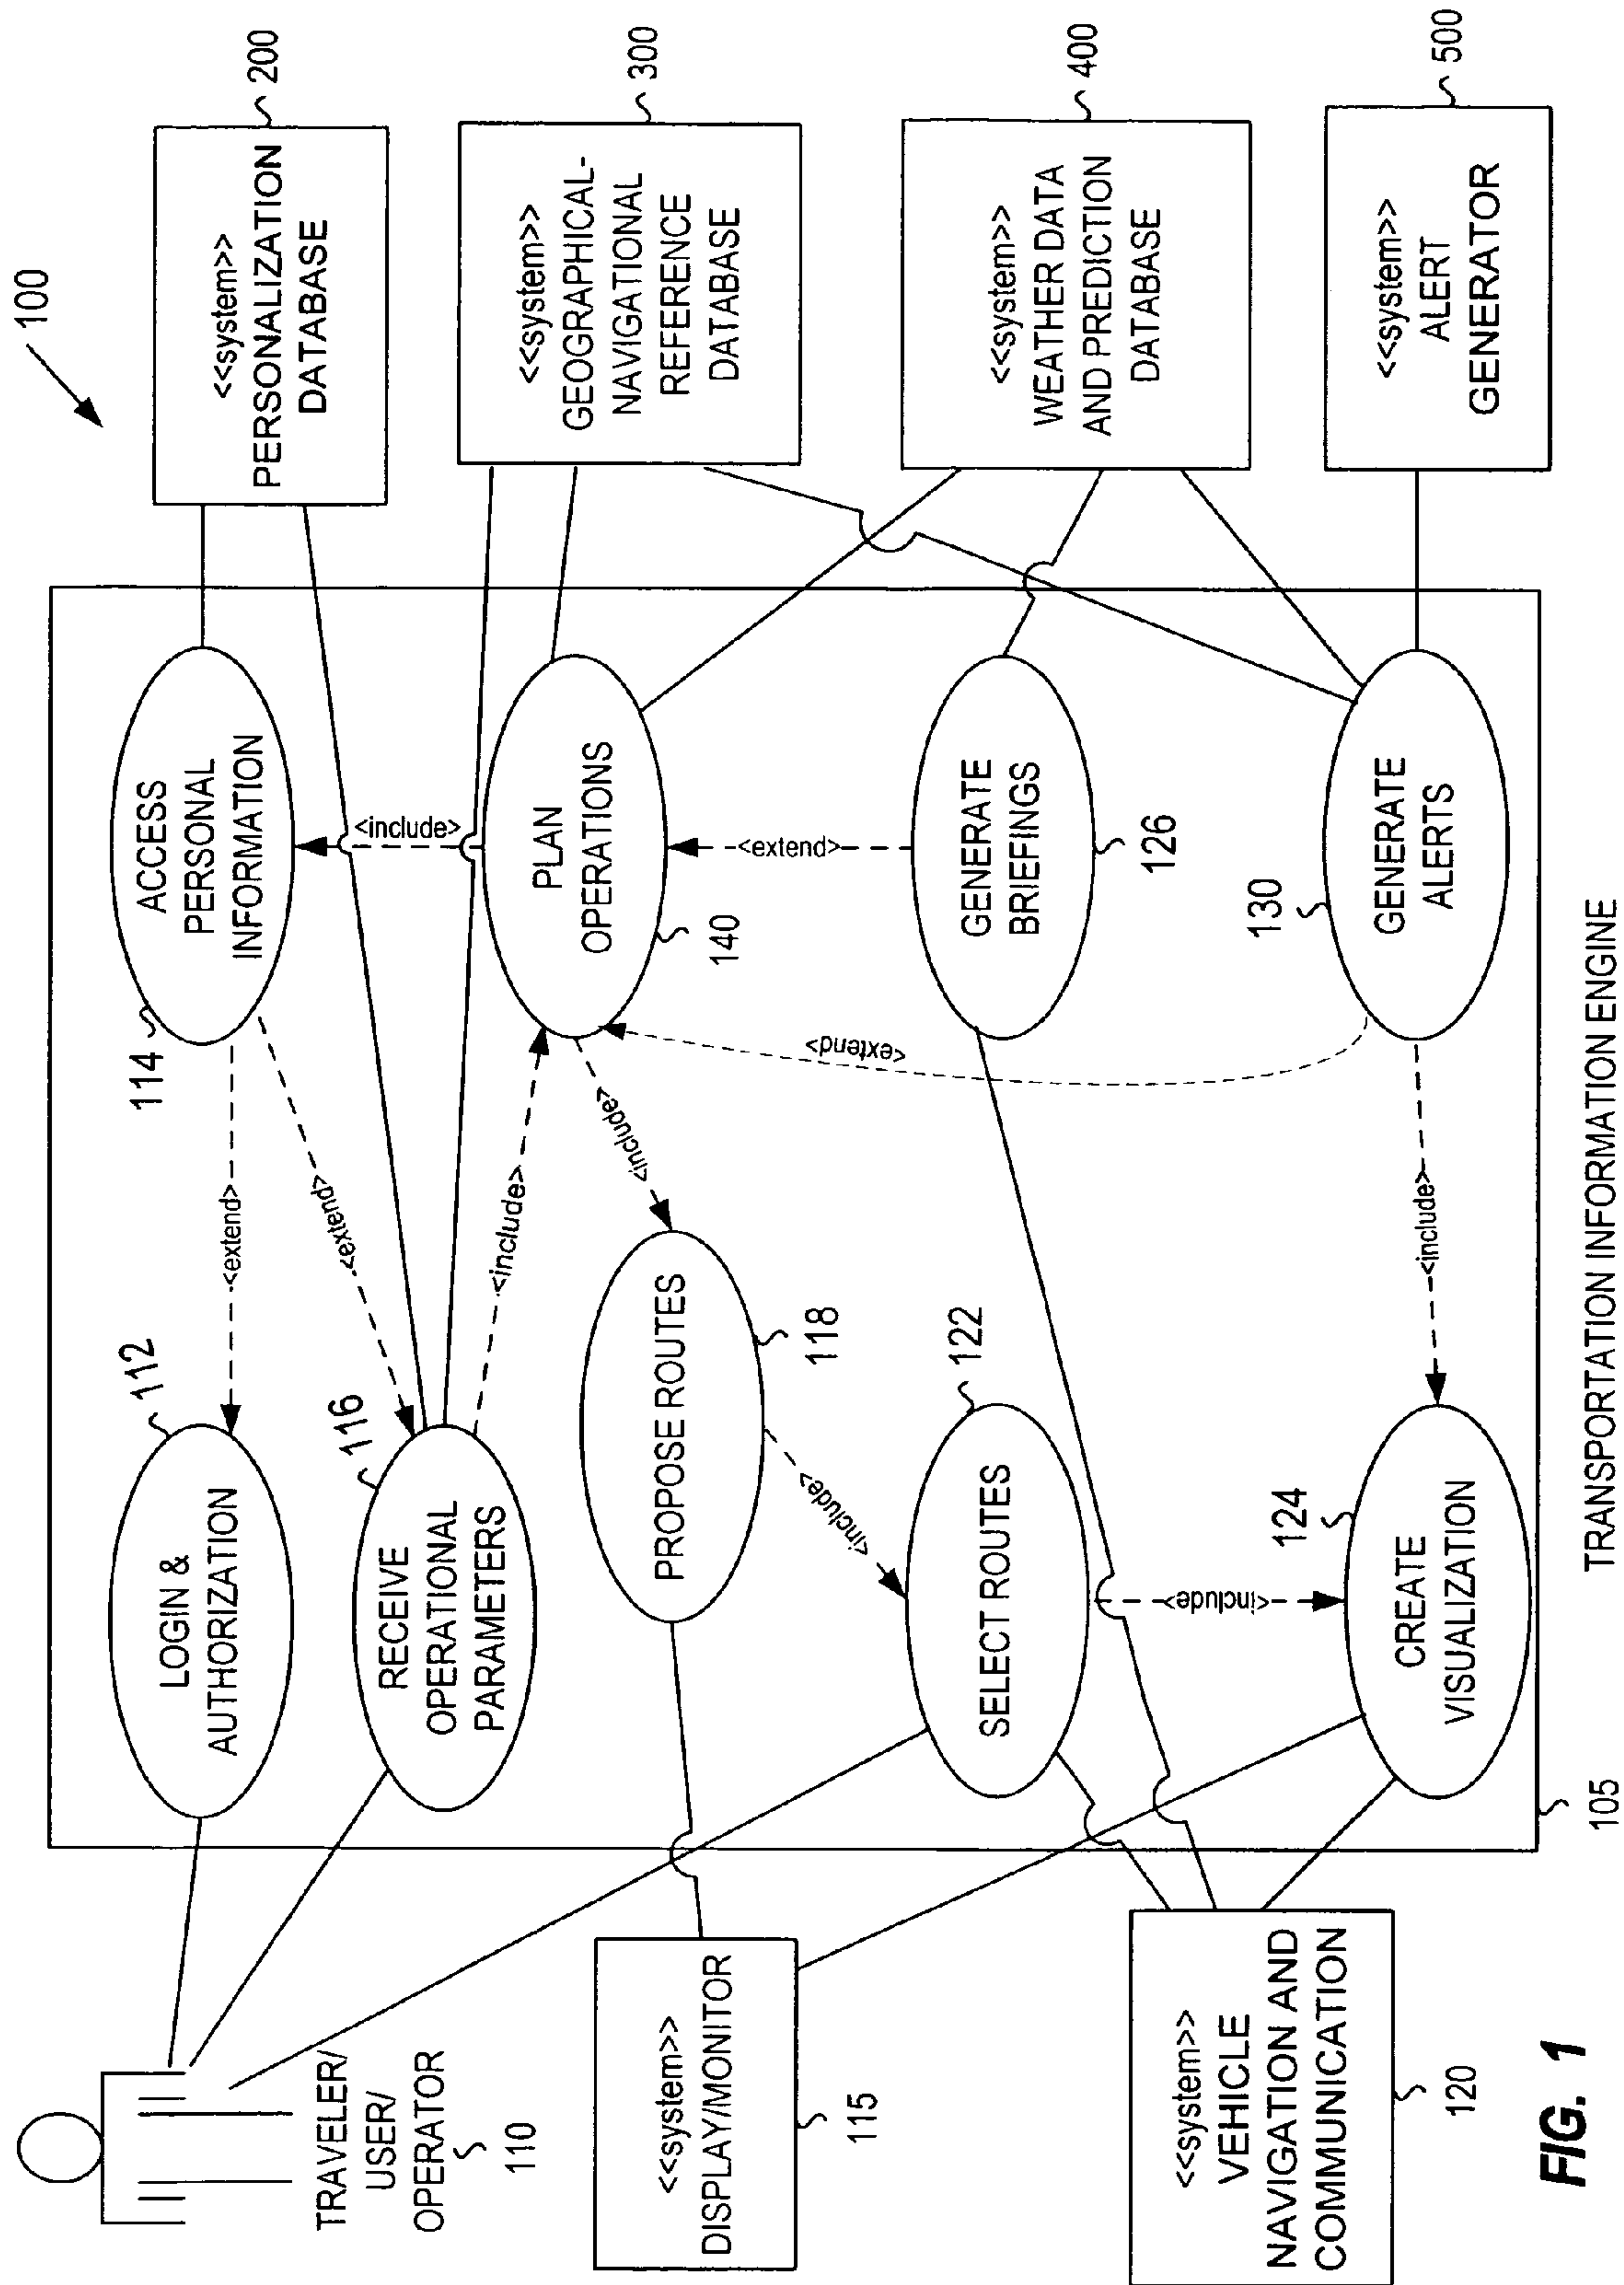 100
TRAVELER/
USER/
OPERATOR
110
<<system>>
DISPLAY/MONITOR
115
<<system>>
VEHICLE
NAVIGATION AND
COMMUNICATION
120
LOGIN &
AUTHORIZATION
112
RECEIVE
OPERATIONAL
PARAMETERS
116
PROPOSE ROUTES
118
SELECT ROUTES
122
CREATE
VISUALIZATION
124
<extend>
<extend>
<include>
<include>
<include>
<include>
<include>
<extend>
ACCESS
PERSONAL
INFORMATION
114
<include>
PLAN
OPERATIONS
140
<extend>
GENERATE
BRIEFINGS
126
GENERATE
ALERTS
130
<<system>>
PERSONALIZATION
DATABASE
200
<<system>>
GEOGRAPHICAL-
NAVIGATIONAL
REFERENCE
DATABASE
300
<<system>>
WEATHER DATA
AND PREDICTION
DATABASE
400
<<system>>
ALERT
GENERATOR
500
105
TRANSPORTATION INFORMATION ENGINE
FIG. 1